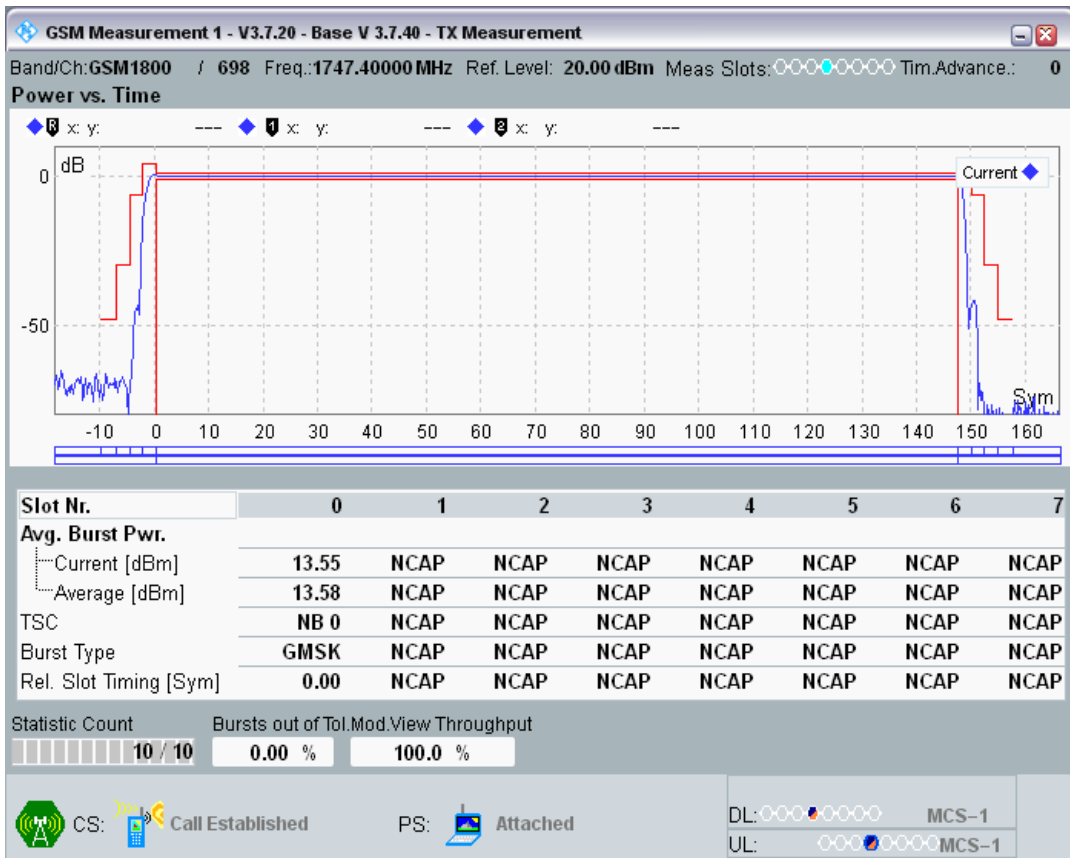 GSM Measurement 1 - V3.7.20 - Base V 3.7.40 - TX Measurement
Band/Ch:GSM1800 / 698 Freq.:1747.40000 MHz Ref. Level: 20.00 dBm Meas Slots: Tim.Advance.: 0
Power vs. Time
R x: y: --- 1 x: y: --- 2 x: y: ---
dB
Current
0
-50
Sym
-10 0 10 20 30 40 50 60 70 80 90 100 110 120 130 140 150 160
Slot Nr. 0 1 2 3 4 5 6 7
Avg. Burst Pwr.
Current [dBm] 13.55 NCAP NCAP NCAP NCAP NCAP NCAP NCAP
Average [dBm] 13.58 NCAP NCAP NCAP NCAP NCAP NCAP NCAP
TSC NB 0 NCAP NCAP NCAP NCAP NCAP NCAP NCAP
Burst Type GMSK NCAP NCAP NCAP NCAP NCAP NCAP NCAP
Rel. Slot Timing [Sym] 0.00 NCAP NCAP NCAP NCAP NCAP NCAP NCAP
Statistic Count Bursts out of Tol.Mod.View Throughput
10 / 10 0.00 % 100.0 %
CS: Call Established PS: Attached
DL: MCS-1
UL: MCS-1